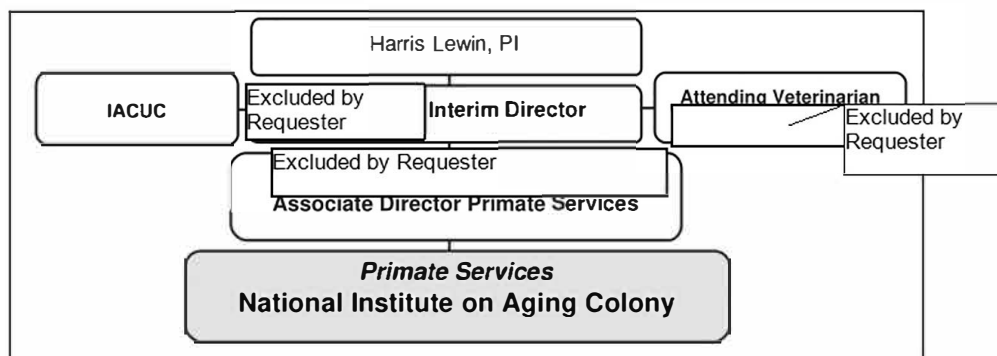 Harris Lewin, PI
IACUC
Excluded by
Requester
Interim Director
Attending Veterinarian
Excluded by
Requester
Excluded by Requester
Associate Director Primate Services
Primate Services
National Institute on Aging Colony